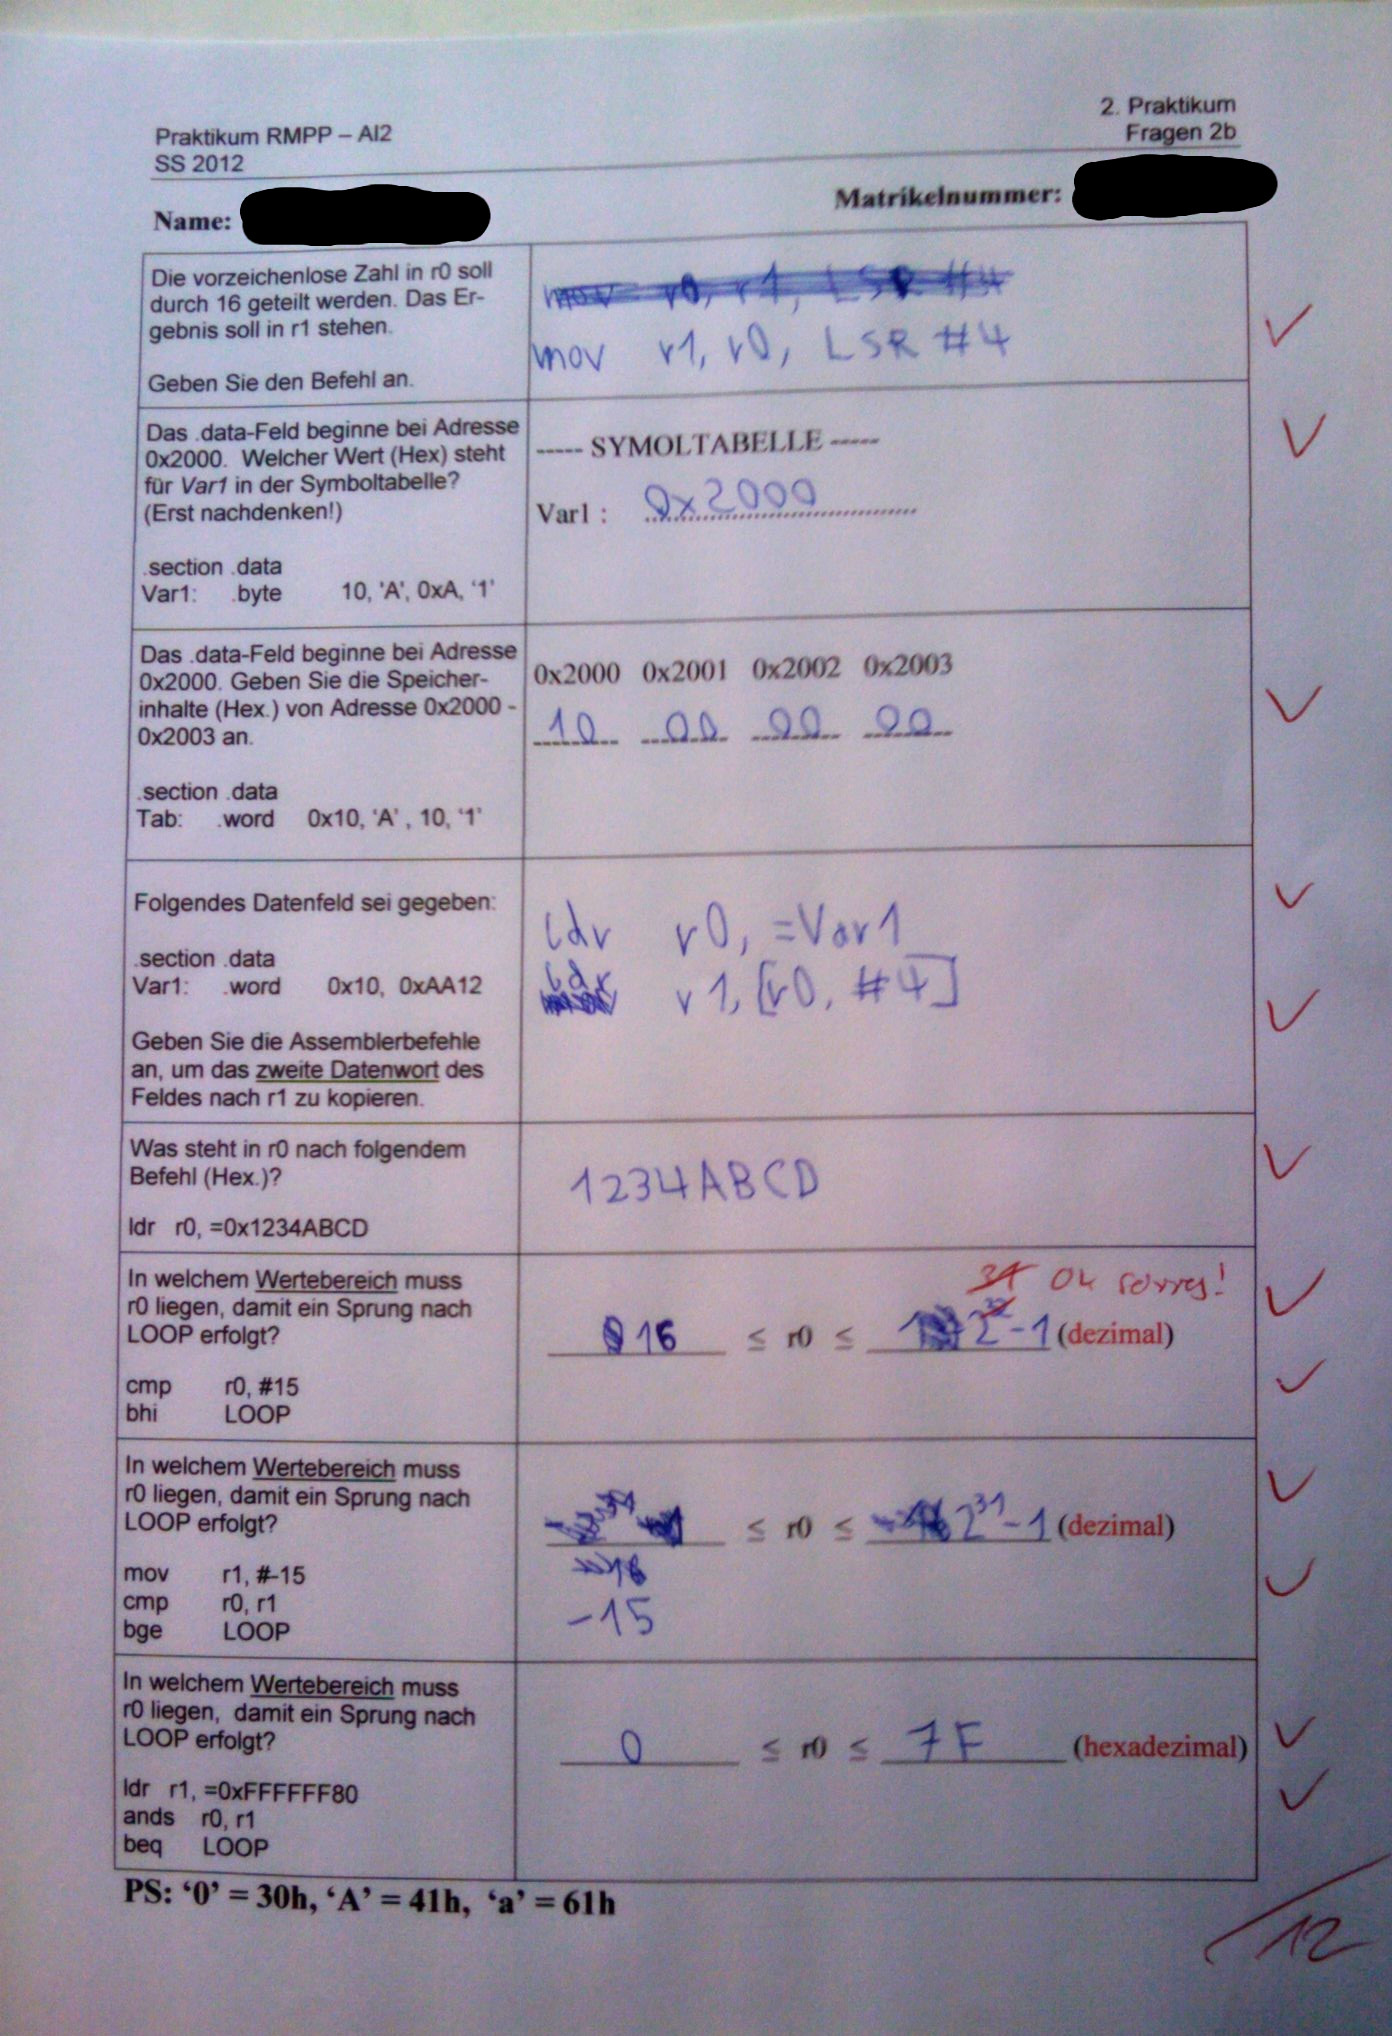 2. Praktikum
Praktikum RMPP – AI2
Fragen 2b
SS 2012
Matrikelnummer:
Name:
Die vorzeichenlose Zahl in r0 soll
durch 16 geteilt werden. Das Er-
gebnis soll in r1 stehen.
Geben Sie den Befehl an.
mov r0, r1, LSR #4
mov r1, r0, LSR #4
Das .data-Feld beginne bei Adresse
0x2000. Welcher Wert (Hex) steht
für Var1 in der Symboltabelle?
(Erst nachdenken!)
.section .data
Var1: .byte 10, 'A', 0xA, ‘1’
----- SYMOLTABELLE -----
Var1 : 0x2000
Das .data-Feld beginne bei Adresse
0x2000. Geben Sie die Speicher-
inhalte (Hex.) von Adresse 0x2000 -
0x2003 an.
.section .data
Tab: .word 0x10, ‘A’ , 10, ‘1’
0x2000 0x2001 0x2002 0x2003
10 00 00 00
Folgendes Datenfeld sei gegeben:
.section .data
Var1: .word 0x10, 0xAA12
Geben Sie die Assemblerbefehle
an, um das zweite Datenwort des
Feldes nach r1 zu kopieren.
ldr r0, =Var1
ldr r1, [r0, #4]
Was steht in r0 nach folgendem
Befehl (Hex.)?
ldr r0, =0x1234ABCD
1234ABCD
In welchem Wertebereich muss
r0 liegen, damit ein Sprung nach
LOOP erfolgt?
cmp r0, #15
bhi LOOP
31 Ok sorry!
16 ≤ r0 ≤ 2³²-1 (dezimal)
In welchem Wertebereich muss
r0 liegen, damit ein Sprung nach
LOOP erfolgt?
mov r1, #-15
cmp r0, r1
bge LOOP
≤ r0 ≤ 2³¹-1 (dezimal)
-15
In welchem Wertebereich muss
r0 liegen, damit ein Sprung nach
LOOP erfolgt?
ldr r1, =0xFFFFFF80
ands r0, r1
beq LOOP
0 ≤ r0 ≤ 7F (hexadezimal)
PS: ‘0’ = 30h, ‘A’ = 41h, ‘a’ = 61h
/12